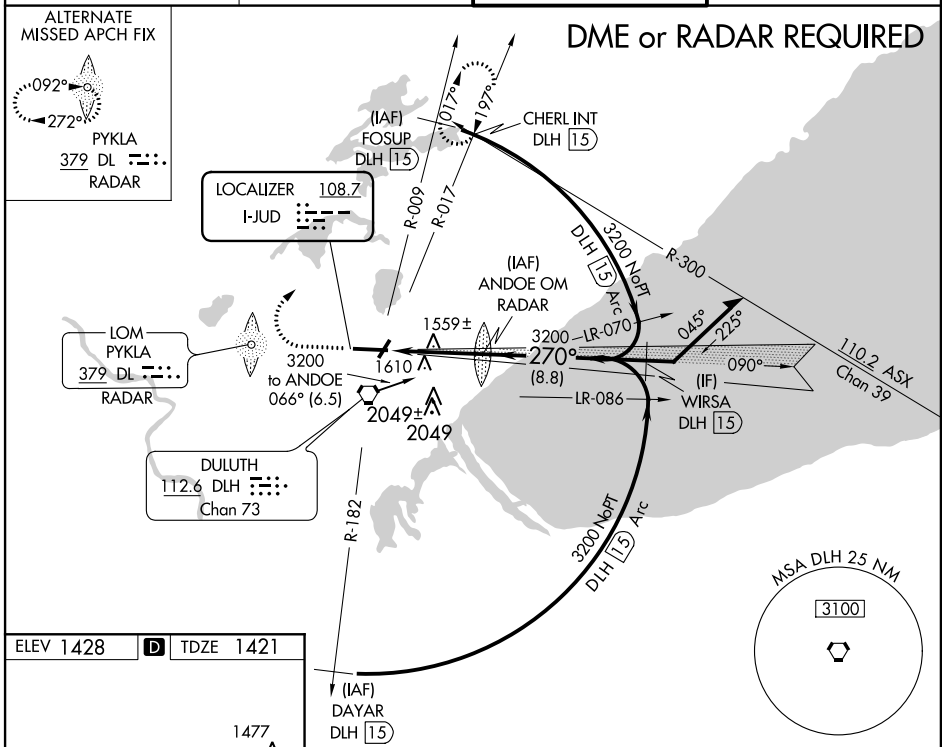 ALTERNATE
MISSED APCH FIX
092°
272°
PYKLA
379 DL
RADAR
DME or RADAR REQUIRED
017°
197°
(IAF)
FOSUP
DLH 15
CHERL INT
DLH 15
LOCALIZER 108.7
I-JUD
R-009
R-017
3200 NoPT
DLH 15 Arc
R-300
(IAF)
ANDOE OM
RADAR
LOM
PYKLA
379 DL
RADAR
1559±
3200
LR-070
045°
225°
3200
to ANDOE
066° (6.5)
1610
270°
(8.8)
090°
110.2 ASX
Chan 39
LR-086
(IF)
WIRSA
DLH 15
2049±
2049
DULUTH
112.6 DLH
Chan 73
R-182
3200 NoPT
DLH 15 Arc
MSA DLH 25 NM
3100
ELEV 1428 D TDZE 1421
(IAF)
DAYAR
DLH 15
1477